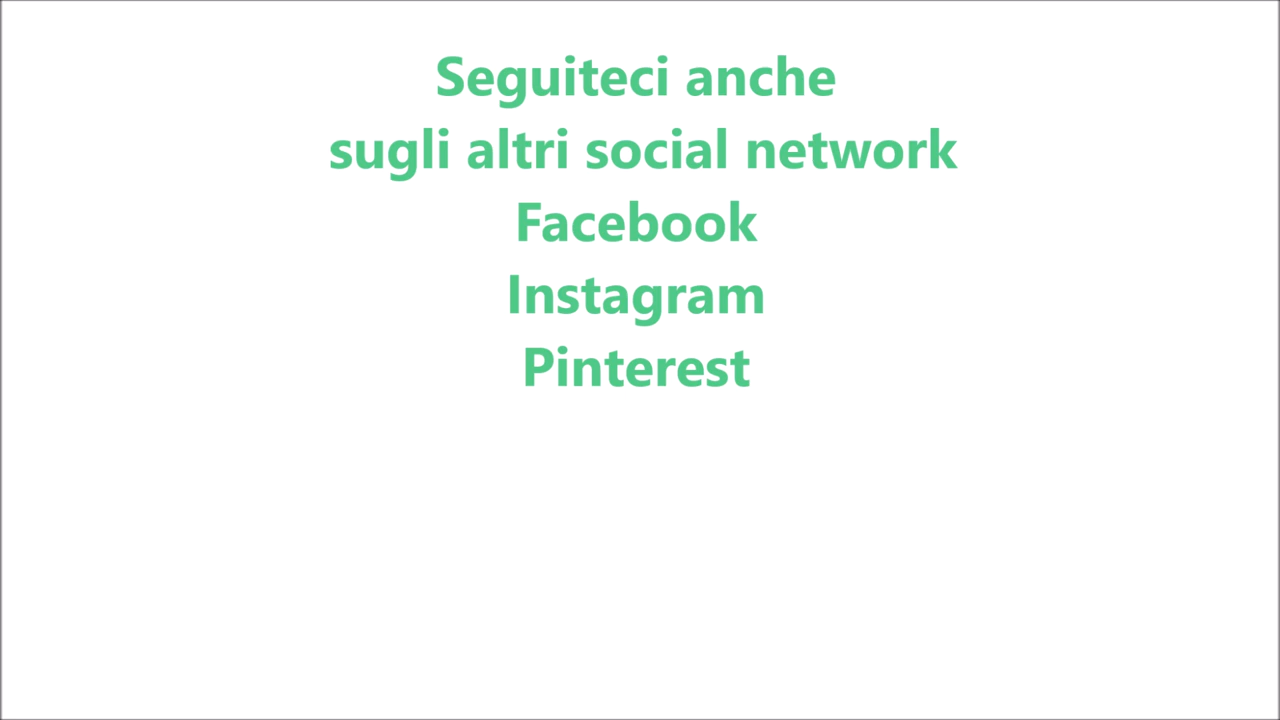 Seguiteci anche
sugli altri social network
Facebook
Instagram
Pinterest